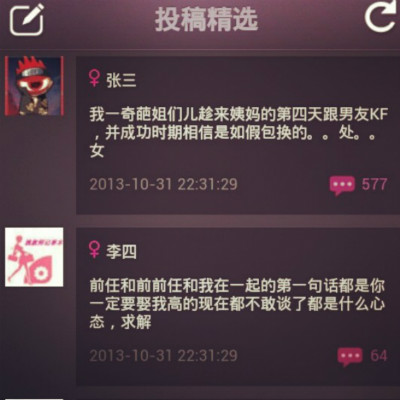 投稿精选
张三
我一奇葩姐们儿趁来姨妈的第四天跟男友KF
，并成功时期相信是如假包换的。。处。。
女
2013-10-31 22:31:29
577
李四
前任和前前任和我在一起的第一句话都是你
一定要娶我高的现在都不敢谈了都是什么心
态，求解
2013-10-31 22:31:29
64